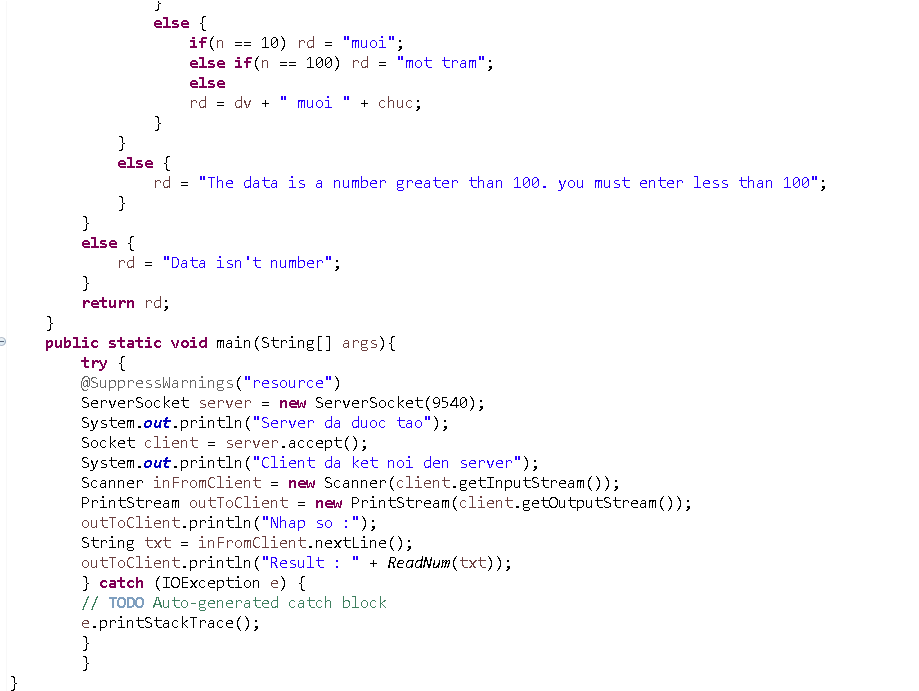 }
else {
if(n == 10) rd = "muoi";
else if(n == 100) rd = "mot tram";
else
rd = dv + " muoi " + chuc;
}
}
else {
rd = "The data is a number greater than 100. you must enter less than 100";
}
}
else {
rd = "Data isn't number";
}
return rd;
}
public static void main(String[] args){
try {
@SuppressWarnings("resource")
ServerSocket server = new ServerSocket(9540);
System.out.println("Server da duoc tao");
Socket client = server.accept();
System.out.println("Client da ket noi den server");
Scanner inFromClient = new Scanner(client.getInputStream());
PrintStream outToClient = new PrintStream(client.getOutputStream());
outToClient.println("Nhap so :");
String txt = inFromClient.nextLine();
outToClient.println("Result : " + ReadNum(txt));
} catch (IOException e) {
// TODO Auto-generated catch block
e.printStackTrace();
}
}
}